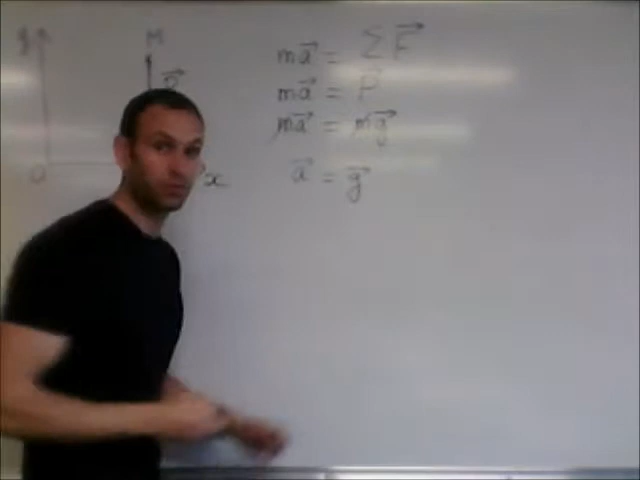 y
M
O
x
ma⃗ = ΣF⃗
ma⃗ = P⃗
ma⃗ = mg⃗
a⃗ = g⃗